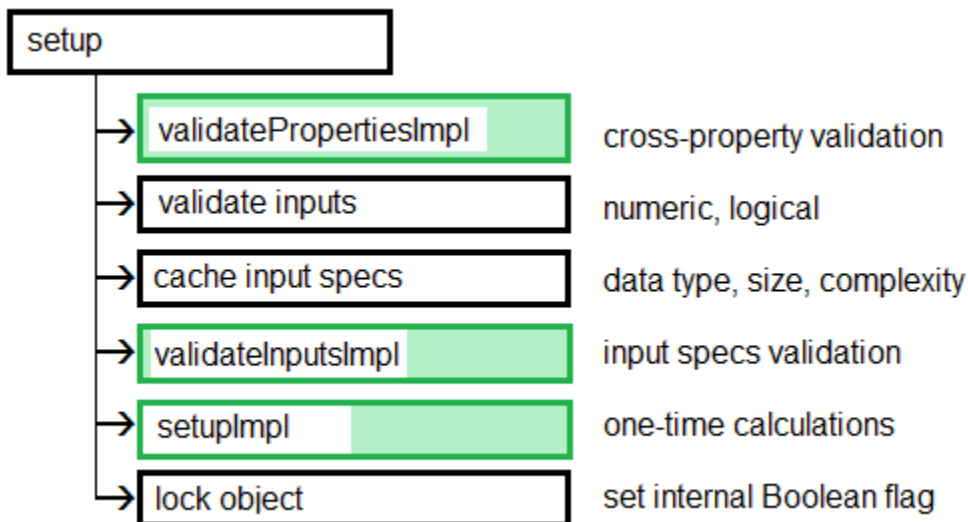 setup
validatePropertiesImpl cross-property validation
validate inputs numeric, logical
cache input specs data type, size, complexity
validateInputsImpl input specs validation
setupImpl one-time calculations
lock object set internal Boolean flag